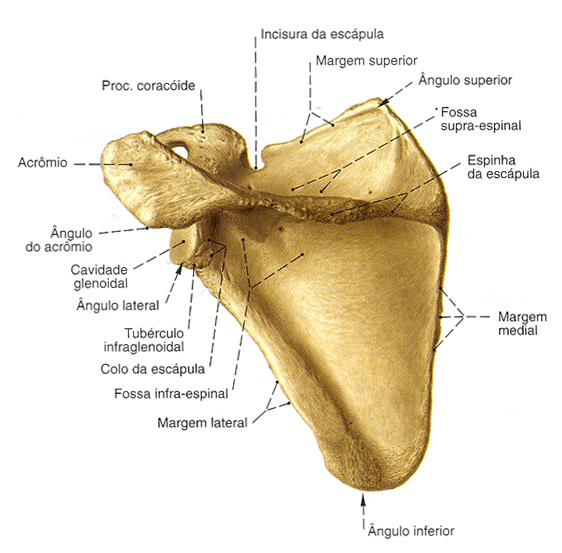 Incisura da escápula
Margem superior
Ângulo superior
Proc. coracóide
Fossa
supra-espinal
Acrômio
Espinha
da escápula
Ângulo
do acrômio
Cavidade
glenoidal
Ângulo lateral
Margem
medial
Tubérculo
infraglenoidal
Colo da escápula
Fossa infra-espinal
Margem lateral
Ângulo inferior